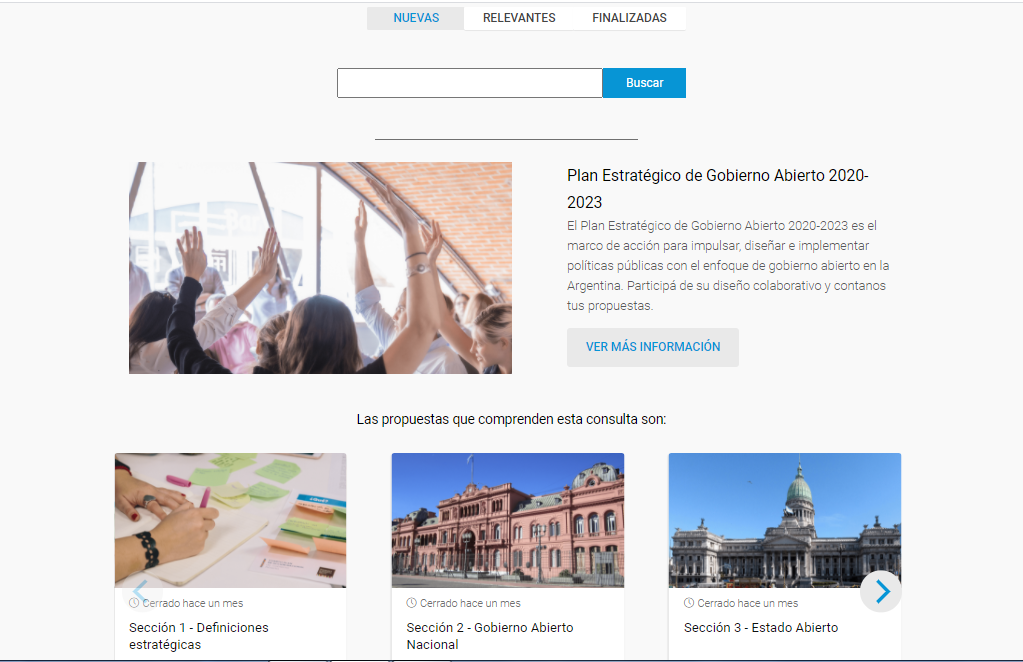 NUEVAS RELEVANTES FINALIZADAS
Buscar
Plan Estratégico de Gobierno Abierto 2020-
2023
El Plan Estratégico de Gobierno Abierto 2020-2023 es el
marco de acción para impulsar, diseñar e implementar
políticas públicas con el enfoque de gobierno abierto en la
Argentina. Participá de su diseño colaborativo y contanos
tus propuestas.
VER MÁS INFORMACIÓN
Las propuestas que comprenden esta consulta son:
Cerrado hace un mes
Sección 1 - Definiciones
estratégicas
Cerrado hace un mes
Sección 2 - Gobierno Abierto
Nacional
Cerrado hace un mes
Sección 3 - Estado Abierto